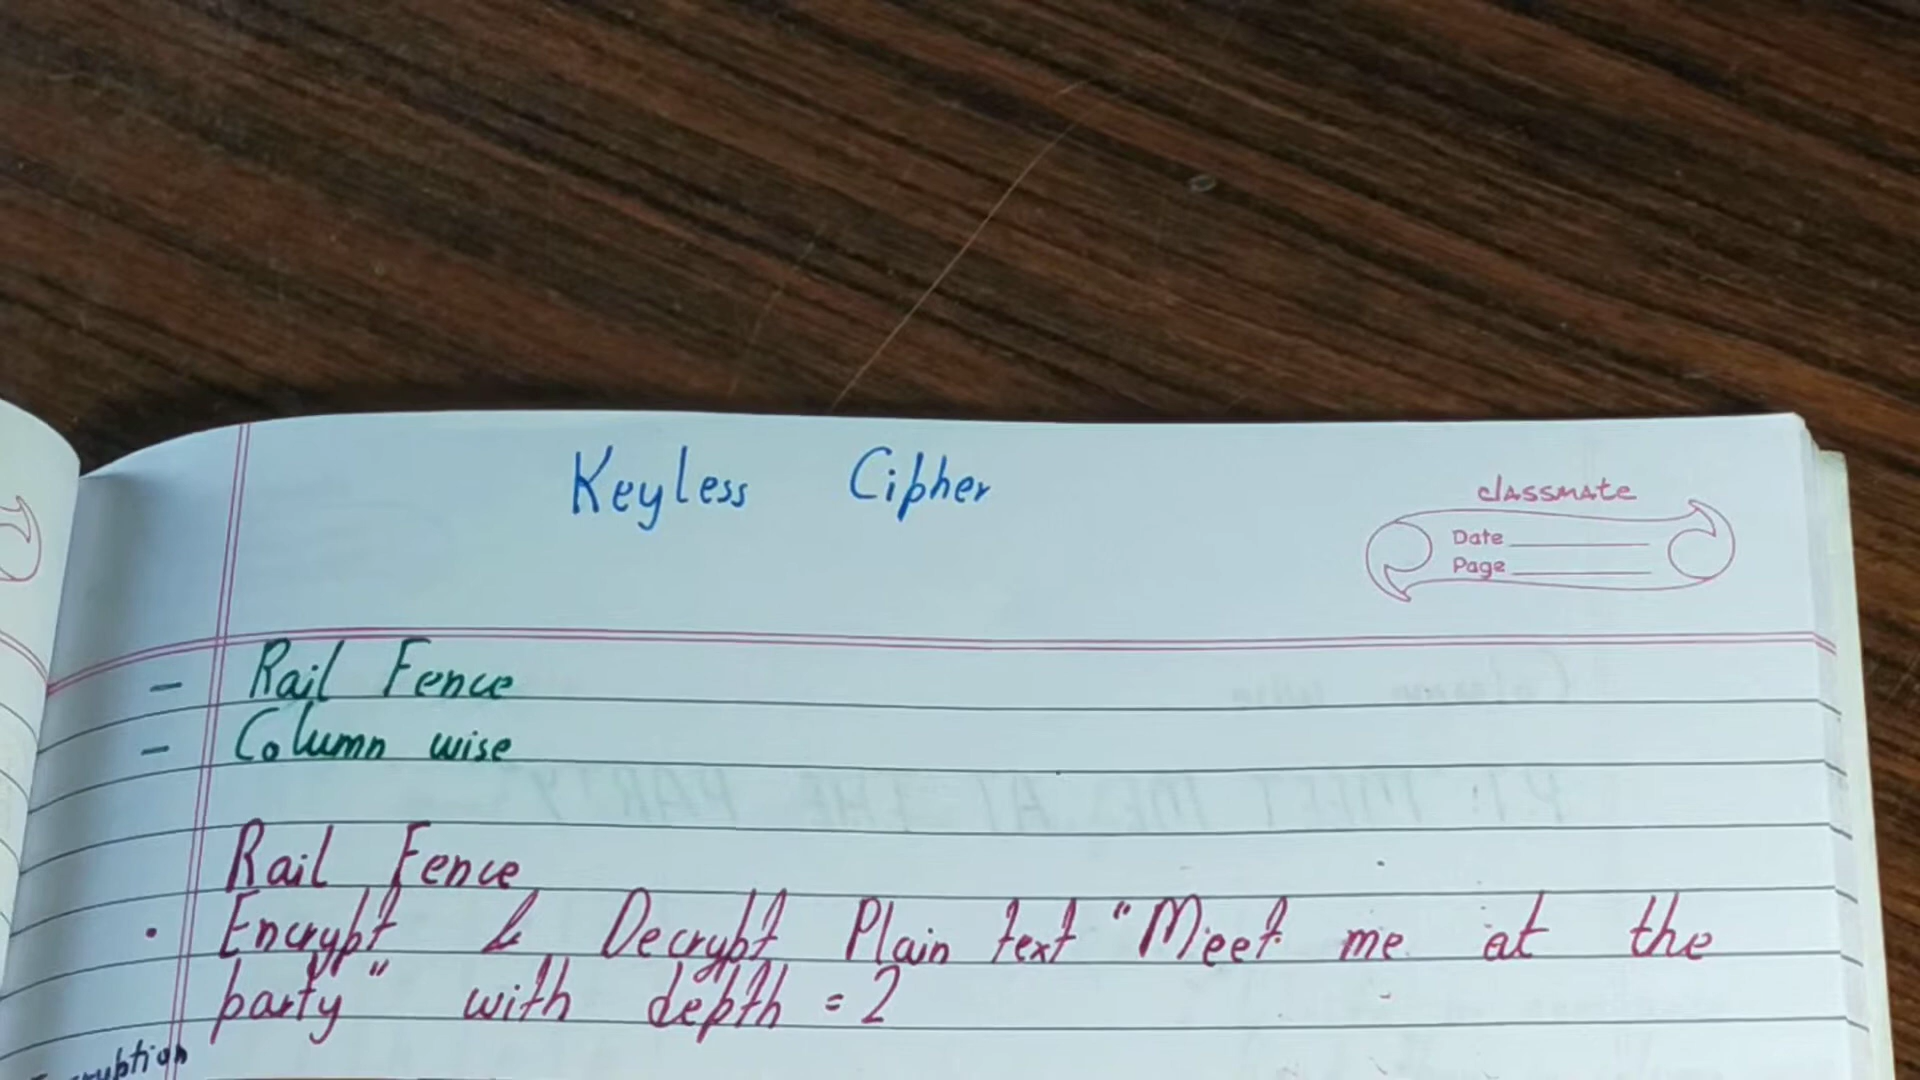 Keyless Cipher
classmate
Date
Page
- Rail Fence
- Column wise
Rail Fence
• Encrypt & Decrypt Plain text "Meet me at the
party" with depth = 2